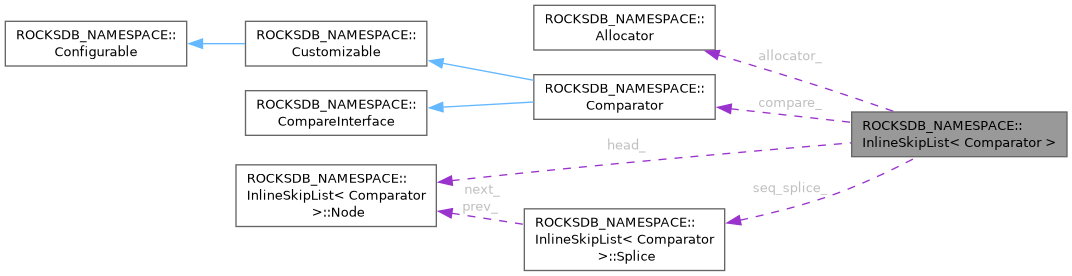 ROCKSDB_NAMESPACE::
Configurable
ROCKSDB_NAMESPACE::
Customizable
ROCKSDB_NAMESPACE::
CompareInterface
ROCKSDB_NAMESPACE::
Allocator
ROCKSDB_NAMESPACE::
Comparator
allocator_
compare_
ROCKSDB_NAMESPACE::
InlineSkipList< Comparator >
head_
ROCKSDB_NAMESPACE::
InlineSkipList< Comparator
>::Node
next_
prev_
seq_splice_
ROCKSDB_NAMESPACE::
InlineSkipList< Comparator
>::Splice